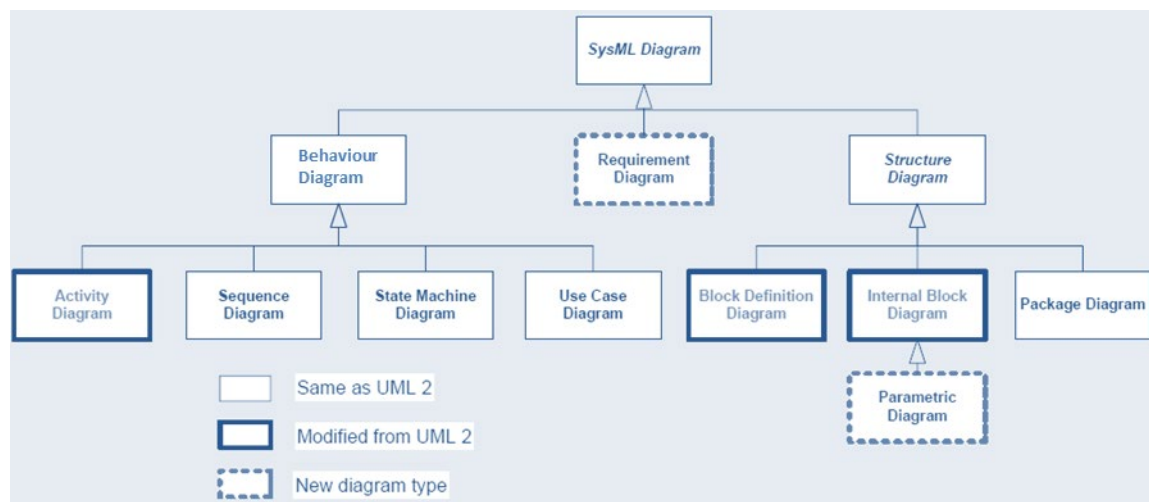 SysML Diagram
Behaviour
Diagram
Requirement
Diagram
Structure
Diagram
Activity
Diagram
Sequence
Diagram
State Machine
Diagram
Use Case
Diagram
Block Definition
Diagram
Internal Block
Diagram
Package Diagram
Parametric
Diagram
Same as UML 2
Modified from UML 2
New diagram type